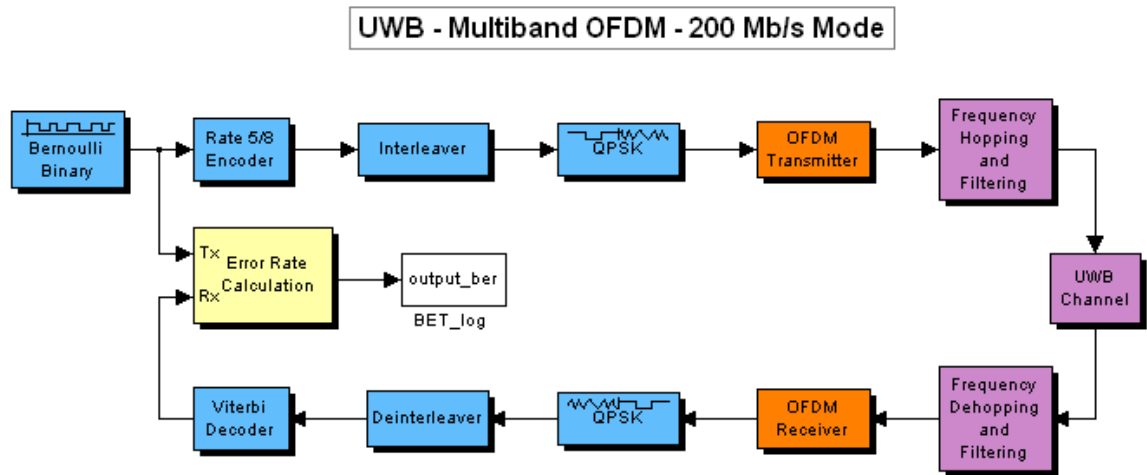 UWB - Multiband OFDM - 200 Mb/s Mode
Bernoulli
Binary
Rate 5/8
Encoder
Interleaver
QPSK
OFDM
Transmitter
Frequency
Hopping
and
Filtering
Tx
Rx
Error Rate
Calculation
output_ber
BET_log
UWB
Channel
Viterbi
Decoder
Deinterleaver
QPSK
OFDM
Receiver
Frequency
Dehopping
and
Filtering